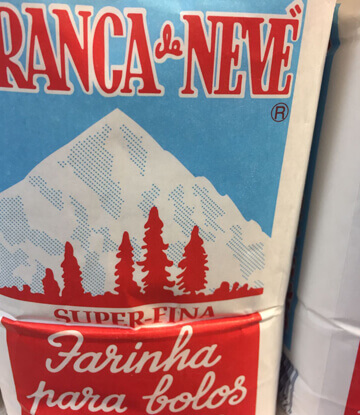 RANCA de NEVE"
®
SUPER-FINA
Farinha
para bolos